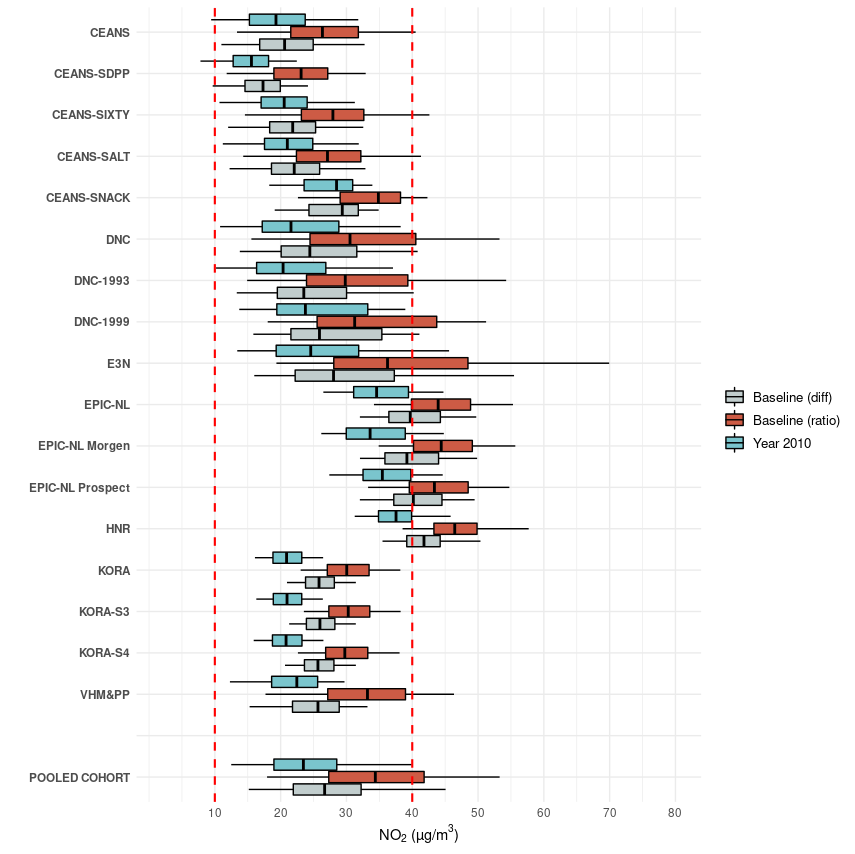 CEANS
CEANS-SDPP
CEANS-SIXTY
CEANS-SALT
CEANS-SNACK
DNC
DNC-1993
DNC-1999
E3N
EPIC-NL
EPIC-NL Morgen
EPIC-NL Prospect
HNR
KORA
KORA-S3
KORA-S4
VHM&PP
POOLED COHORT
10 20 30 40 50 60 70 80
NO₂ (µg/m³)
Baseline (diff)
Baseline (ratio)
Year 2010